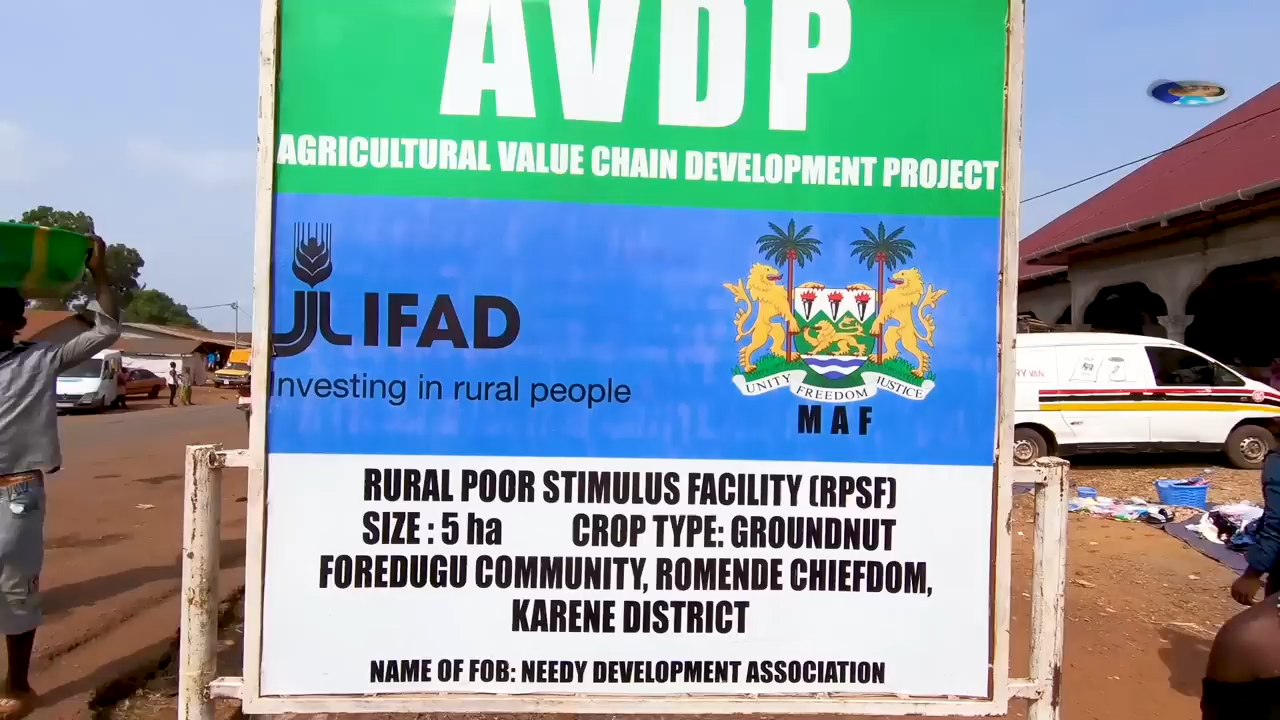 AVDP
AGRICULTURAL VALUE CHAIN DEVELOPMENT PROJECT
IFAD
Investing in rural people
UNITY FREEDOM JUSTICE
MAF
RURAL POOR STIMULUS FACILITY (RPSF)
SIZE : 5 ha CROP TYPE: GROUNDNUT
FOREDUGU COMMUNITY, ROMENDE CHIEFDOM,
KARENE DISTRICT
NAME OF FOB: NEEDY DEVELOPMENT ASSOCIATION
VAN